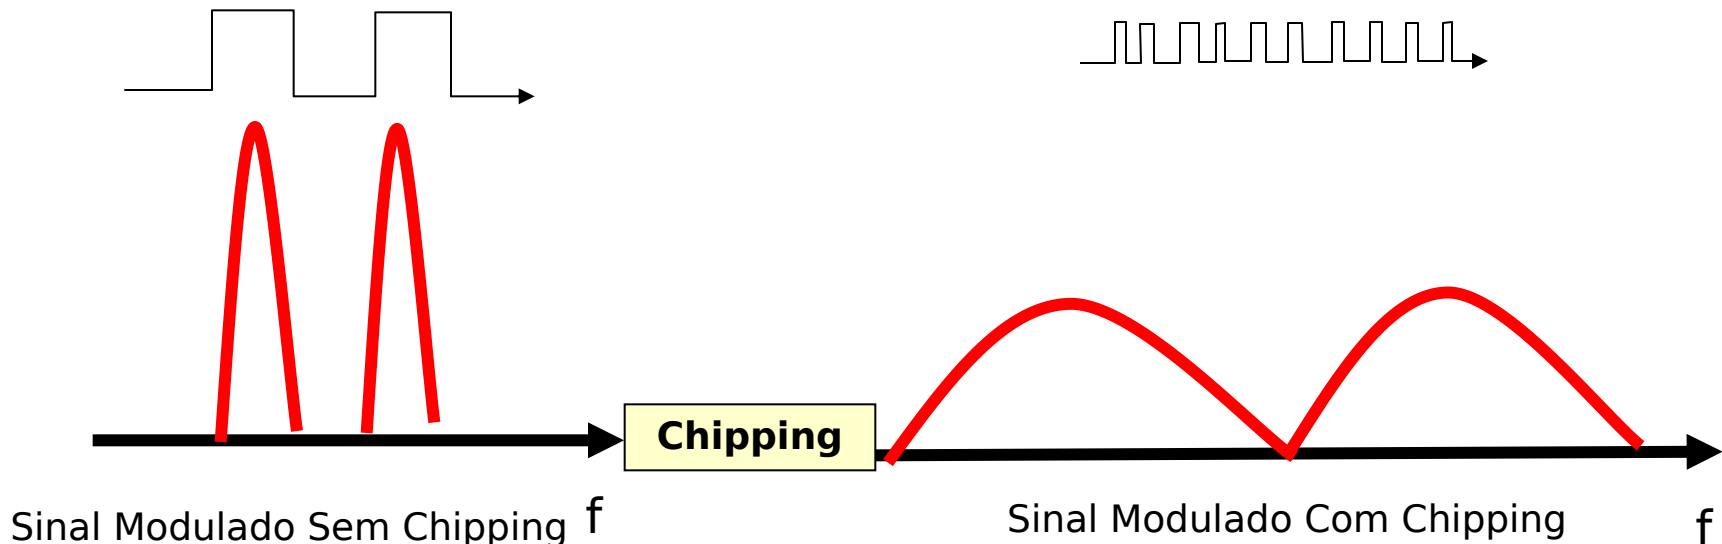 Chipping
Sinal Modulado Sem Chipping f
Sinal Modulado Com Chipping f